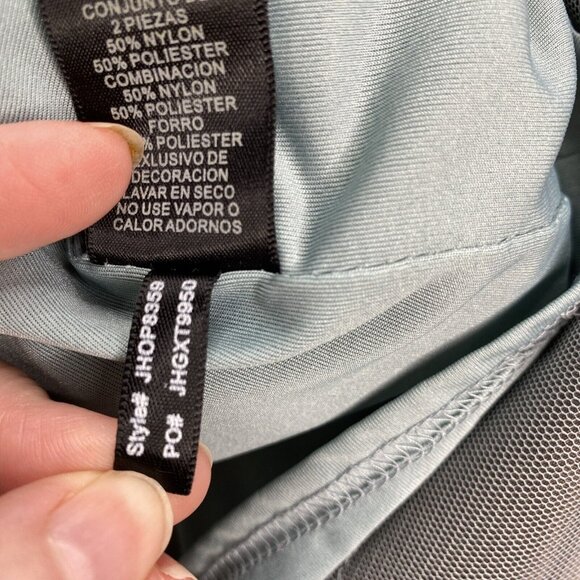 CONJUNTO DE
2 PIEZAS
50% NYLON
50% POLIESTER
COMBINACION
50% NYLON
50% POLIESTER
FORRO
% POLIESTER
EXCLUSIVO DE
DECORACION
LAVAR EN SECO
NO USE VAPOR O
CALOR ADORNOS
Style# JHOP8359
PO# JHGXT9950